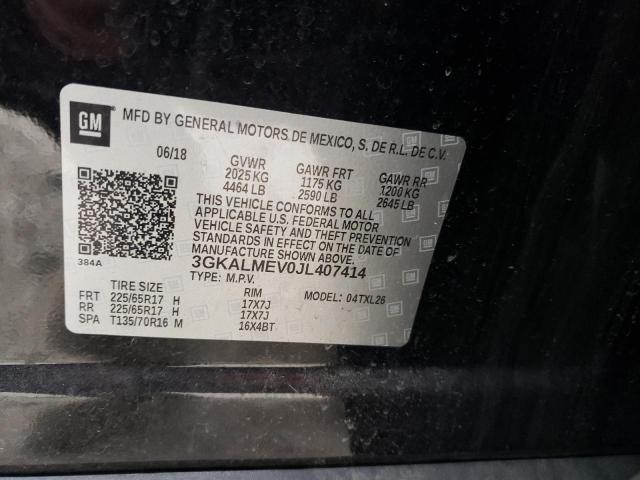 GM
MFD BY GENERAL MOTORS DE MEXICO, S. DE R.L. DE C.V.
06/18 GVWR GAWR FRT GAWR RR
2025 KG 1175 KG 1200 KG
4464 LB 2590 LB 2645 LB
THIS VEHICLE CONFORMS TO ALL
APPLICABLE U.S. FEDERAL MOTOR
VEHICLE SAFETY AND THEFT PREVENTION
STANDARDS IN EFFECT ON THE DATE OF
MANUFACTURE SHOWN ABOVE.
384A 3GKALMEV0JL407414
TYPE: M.P.V.
TIRE SIZE RIM MODEL: 04TXL26
FRT 225/65R17 H 17X7J
RR 225/65R17 H 17X7J
SPA T135/70R16 M 16X4BT